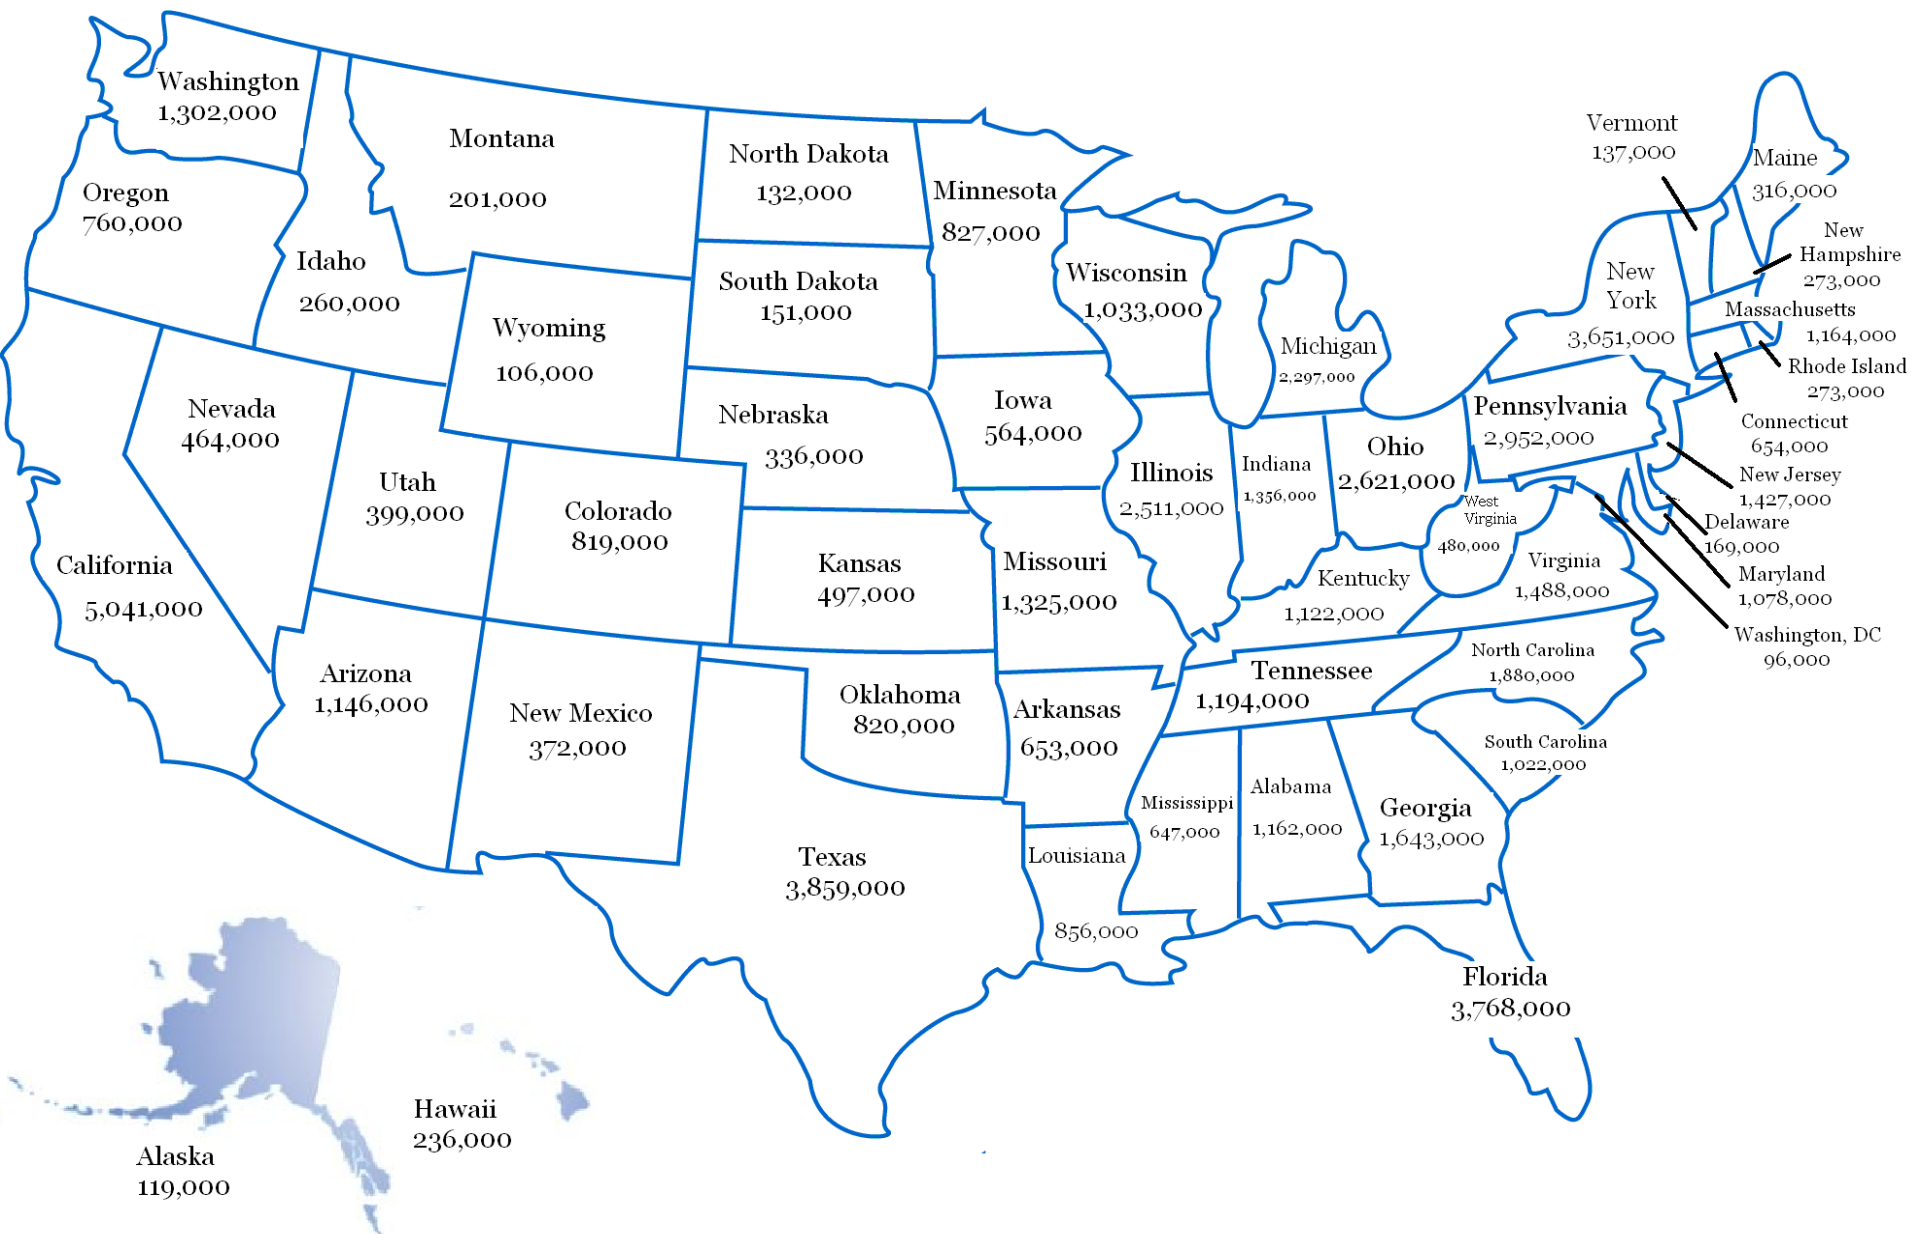 Washington
1,302,000
Oregon
760,000
Idaho
260,000
Montana
201,000
North Dakota
132,000
Minnesota
827,000
South Dakota
151,000
Wyoming
106,000
Wisconsin
1,033,000
Michigan
2,297,000
Vermont
137,000
Maine
316,000
New
Hampshire
273,000
New
York
3,651,000
Massachusetts
1,164,000
Rhode Island
273,000
Connecticut
654,000
Nevada
464,000
Utah
399,000
Colorado
819,000
Nebraska
336,000
Iowa
564,000
Illinois
2,511,000
Indiana
1,356,000
Ohio
2,621,000
Pennsylvania
2,952,000
New Jersey
1,427,000
Delaware
169,000
Maryland
1,078,000
Washington, DC
96,000
West
Virginia
480,000
Virginia
1,488,000
California
5,041,000
Kansas
497,000
Missouri
1,325,000
Kentucky
1,122,000
Arizona
1,146,000
New Mexico
372,000
Oklahoma
820,000
Arkansas
653,000
Tennessee
1,194,000
North Carolina
1,880,000
South Carolina
1,022,000
Mississippi
647,000
Alabama
1,162,000
Georgia
1,643,000
Texas
3,859,000
Louisiana
856,000
Florida
3,768,000
Hawaii
236,000
Alaska
119,000